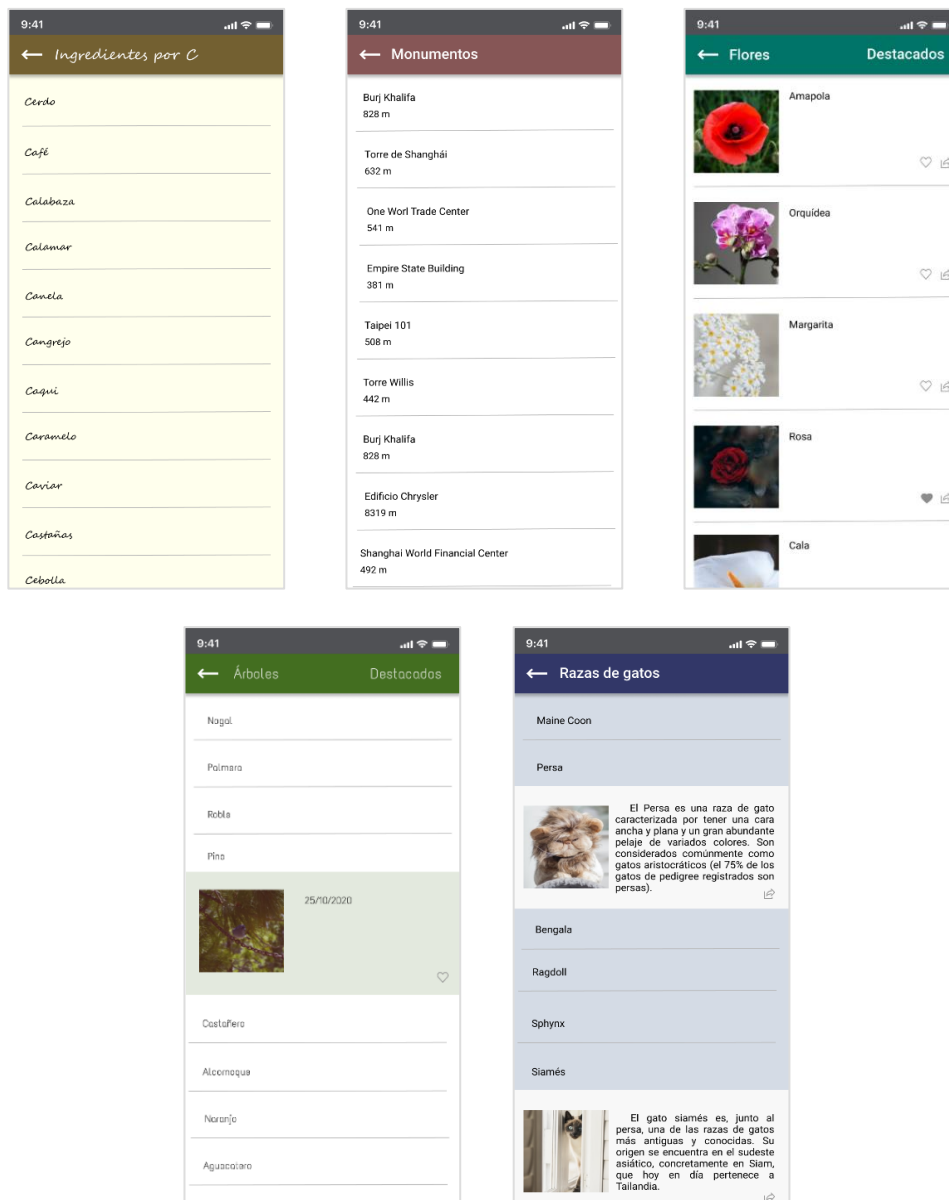 9:41
Ingredientes por C
Cerdo
Café
Calabaza
Calamar
Canela
Cangrejo
Caqui
Caramelo
Caviar
Castañas
Cebolla
9:41
Monumentos
Burj Khalifa
828 m
Torre de Shanghái
632 m
One Worl Trade Center
541 m
Empire State Building
381 m
Taipei 101
508 m
Torre Willis
442 m
Burj Khalifa
828 m
Edificio Chrysler
8319 m
Shanghai World Financial Center
492 m
9:41
Flores Destacados
Amapola
Orquídea
Margarita
Rosa
Cala
9:41
Árboles Destacados
Nogal
Palmera
Roble
Pino
25/10/2020
Castañero
Alcornoque
Naranjo
Aguacatero
9:41
Razas de gatos
Maine Coon
Persa
El Persa es una raza de gato
caracterizada por tener una cara
ancha y plana y un gran abundante
pelaje de variados colores. Son
considerados comúnmente como
gatos aristocráticos (el 75% de los
gatos de pedigree registrados son
persas).
Bengala
Ragdoll
Sphynx
Siamés
El gato siamés es, junto al
persa, una de las razas de gatos
más antiguas y conocidas. Su
origen se encuentra en el sudeste
asiático, concretamente en Siam,
que hoy en día pertenece a
Tailandia.